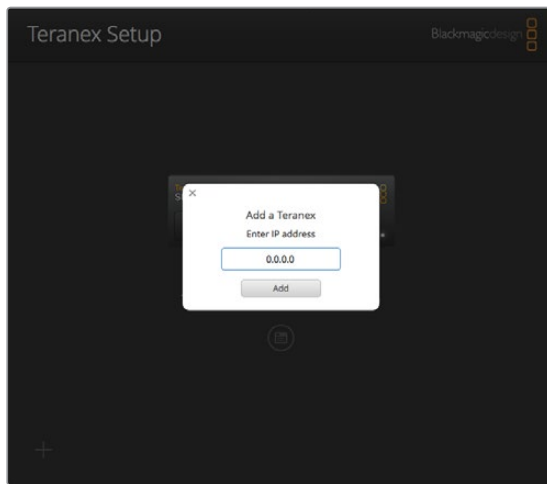 Teranex Setup
Blackmagicdesign
Add a Teranex
Enter IP address
0.0.0.0
Add